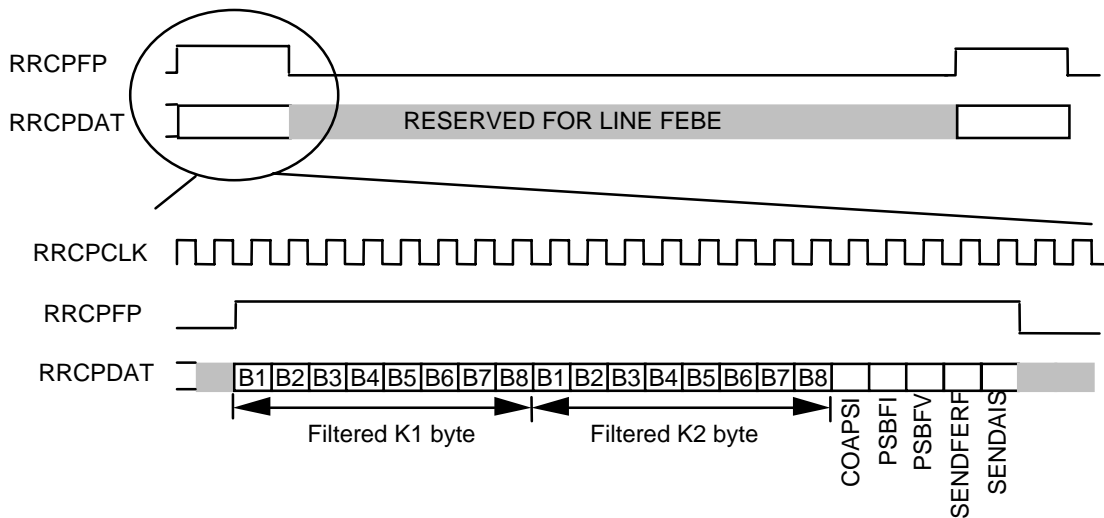 RRCPFP
RRCPDAT
RESERVED FOR LINE FEBE
RRCPCLK
RRCPFP
RRCPDAT
B1 B2 B3 B4 B5 B6 B7 B8 B1 B2 B3 B4 B5 B6 B7 B8
Filtered K1 byte
Filtered K2 byte
COAPSI
PSBFI
PSBFV
SENDFERF
SENDAIS